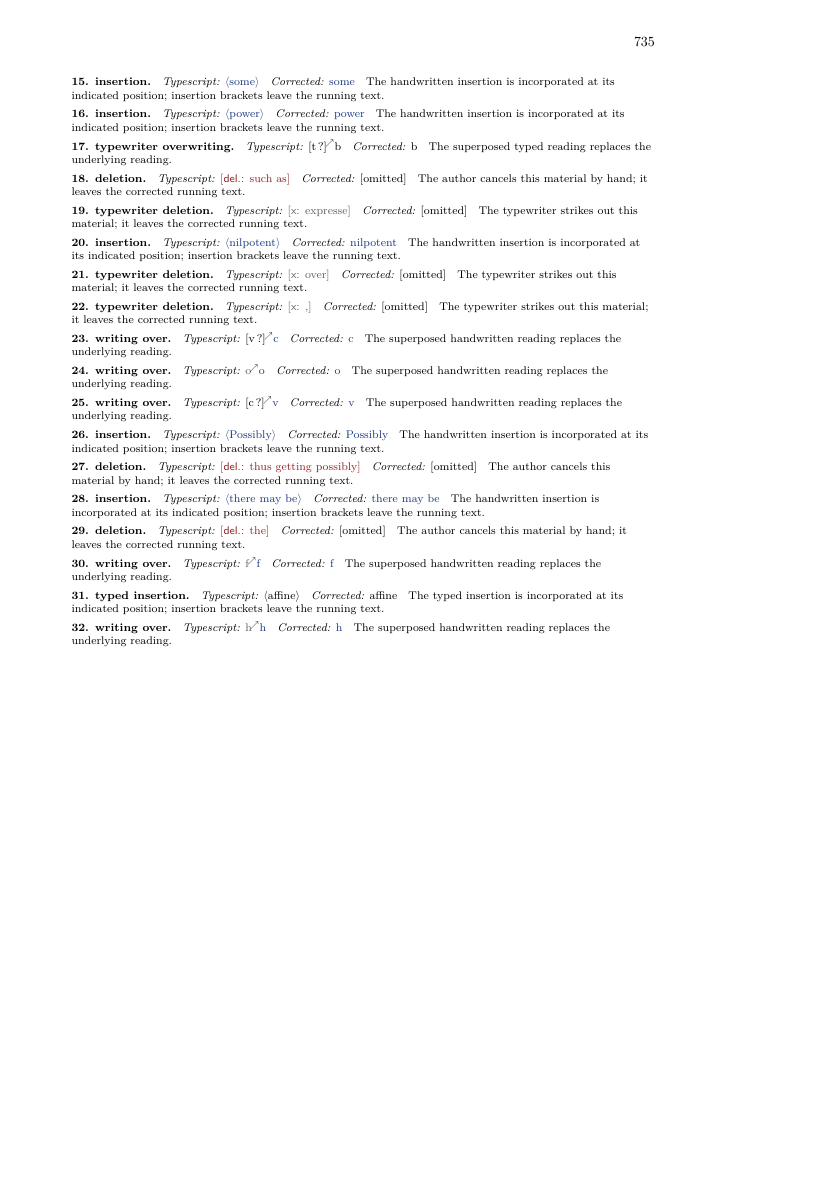 735
15. insertion. Typescript: ⟨some⟩ Corrected: some The handwritten insertion is incorporated at its
indicated position; insertion brackets leave the running text.
16. insertion. Typescript: ⟨power⟩ Corrected: power The handwritten insertion is incorporated at its
indicated position; insertion brackets leave the running text.
17. typewriter overwriting. Typescript: [t ?]↗b Corrected: b The superposed typed reading replaces the
underlying reading.
18. deletion. Typescript: [del.: such as] Corrected: [omitted] The author cancels this material by hand; it
leaves the corrected running text.
19. typewriter deletion. Typescript: [x: expresse] Corrected: [omitted] The typewriter strikes out this
material; it leaves the corrected running text.
20. insertion. Typescript: ⟨nilpotent⟩ Corrected: nilpotent The handwritten insertion is incorporated at
its indicated position; insertion brackets leave the running text.
21. typewriter deletion. Typescript: [x: over] Corrected: [omitted] The typewriter strikes out this
material; it leaves the corrected running text.
22. typewriter deletion. Typescript: [x: ,] Corrected: [omitted] The typewriter strikes out this material;
it leaves the corrected running text.
23. writing over. Typescript: [v ?]↗c Corrected: c The superposed handwritten reading replaces the
underlying reading.
24. writing over. Typescript: o↗o Corrected: o The superposed handwritten reading replaces the
underlying reading.
25. writing over. Typescript: [c ?]↗v Corrected: v The superposed handwritten reading replaces the
underlying reading.
26. insertion. Typescript: ⟨Possibly⟩ Corrected: Possibly The handwritten insertion is incorporated at its
indicated position; insertion brackets leave the running text.
27. deletion. Typescript: [del.: thus getting possibly] Corrected: [omitted] The author cancels this
material by hand; it leaves the corrected running text.
28. insertion. Typescript: ⟨there may be⟩ Corrected: there may be The handwritten insertion is
incorporated at its indicated position; insertion brackets leave the running text.
29. deletion. Typescript: [del.: the] Corrected: [omitted] The author cancels this material by hand; it
leaves the corrected running text.
30. writing over. Typescript: f↗f Corrected: f The superposed handwritten reading replaces the
underlying reading.
31. typed insertion. Typescript: ⟨affine⟩ Corrected: affine The typed insertion is incorporated at its
indicated position; insertion brackets leave the running text.
32. writing over. Typescript: h↗h Corrected: h The superposed handwritten reading replaces the
underlying reading.